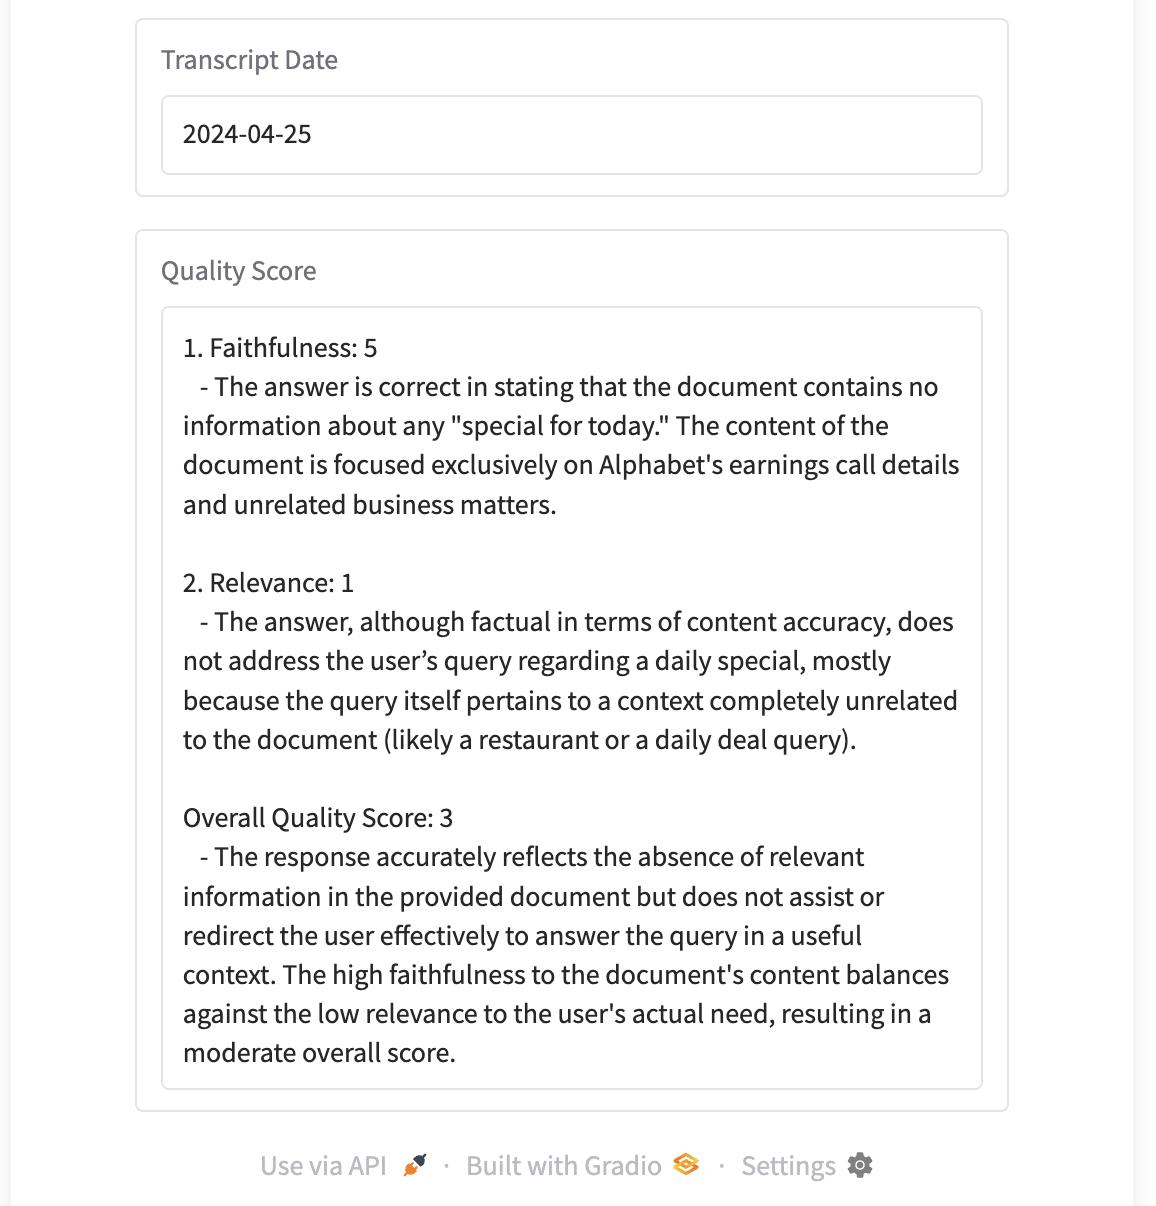 Transcript Date
2024-04-25
Quality Score
1. Faithfulness: 5
- The answer is correct in stating that the document contains no
information about any "special for today." The content of the
document is focused exclusively on Alphabet's earnings call details
and unrelated business matters.
2. Relevance: 1
- The answer, although factual in terms of content accuracy, does
not address the user’s query regarding a daily special, mostly
because the query itself pertains to a context completely unrelated
to the document (likely a restaurant or a daily deal query).
Overall Quality Score: 3
- The response accurately reflects the absence of relevant
information in the provided document but does not assist or
redirect the user effectively to answer the query in a useful
context. The high faithfulness to the document's content balances
against the low relevance to the user's actual need, resulting in a
moderate overall score.
Use via API · Built with Gradio · Settings